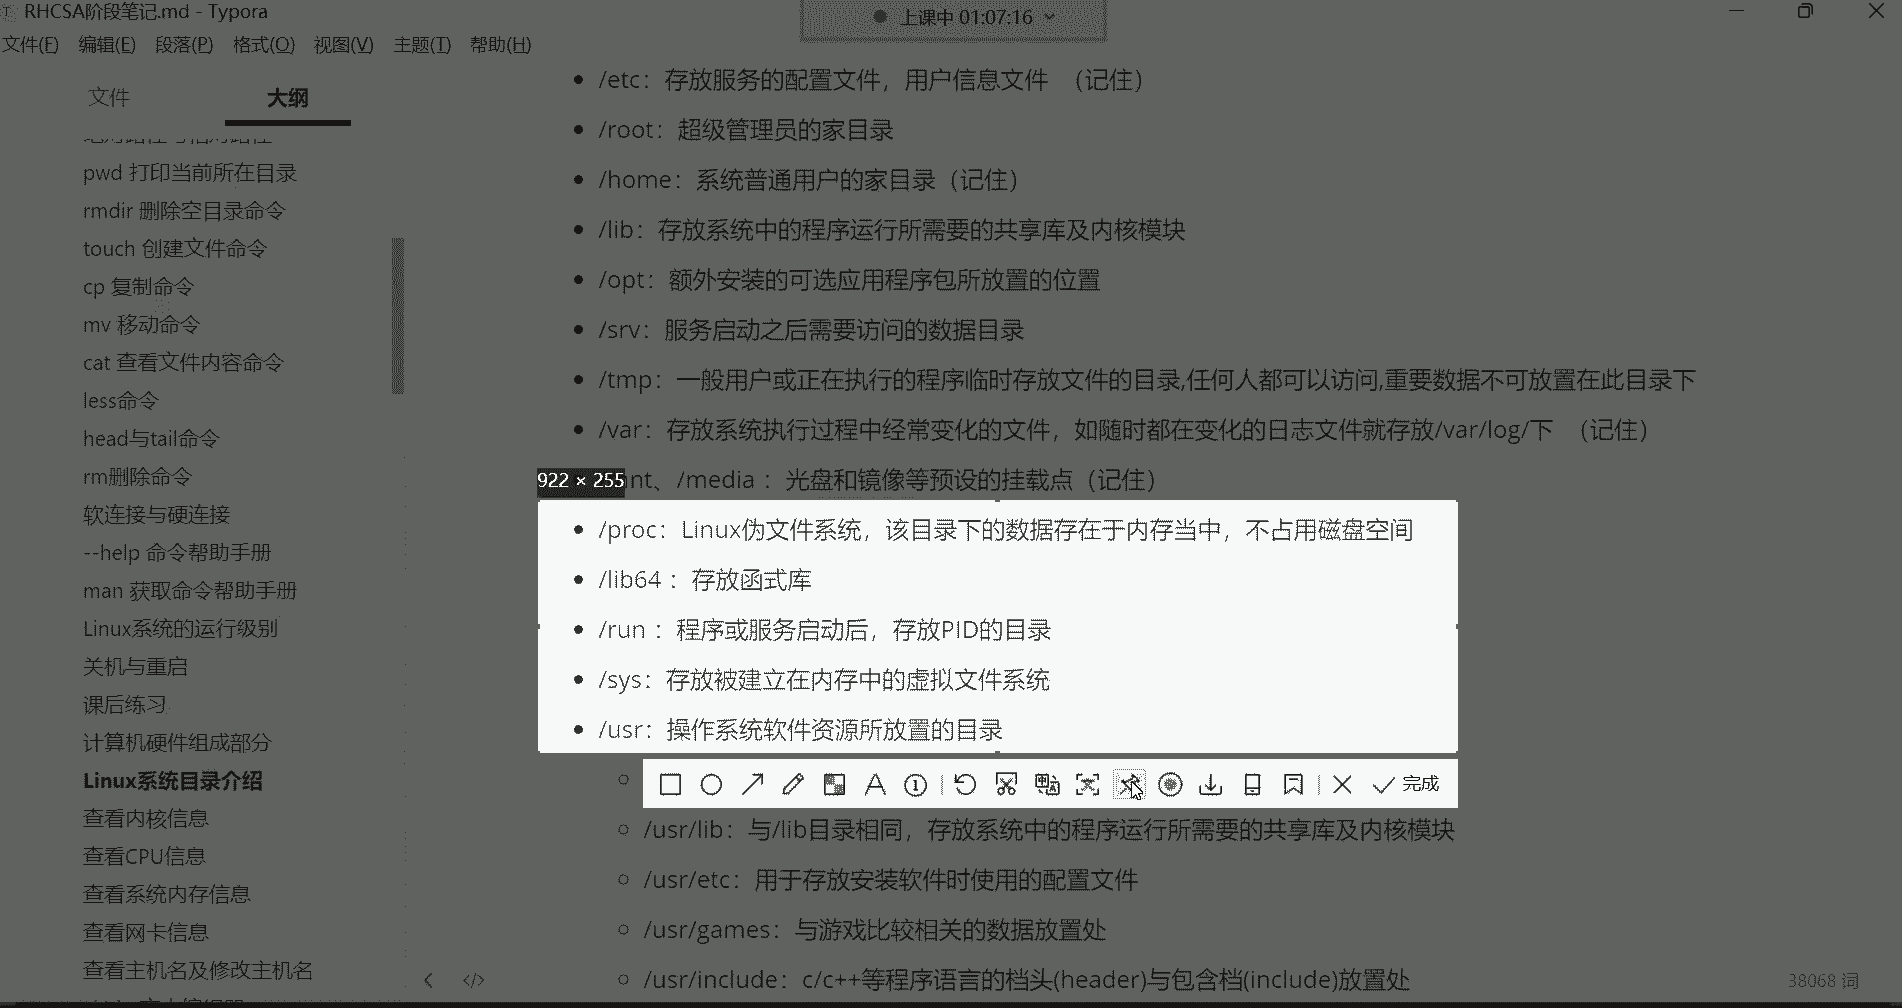 RHCSA阶段笔记.md - Typora
上课中 01:07:16
文件(F) 编辑(E) 段落(P) 格式(O) 视图(V) 主题(T) 帮助(H)
文件 大纲
pwd 打印当前所在目录
rmdir 删除空目录命令
touch 创建文件命令
cp 复制命令
mv 移动命令
cat 查看文件内容命令
less命令
head与tail命令
rm删除命令
软连接与硬连接
--help 命令帮助手册
man 获取命令帮助手册
Linux系统的运行级别
关机与重启
课后练习
计算机硬件组成部分
Linux系统目录介绍
查看内核信息
查看CPU信息
查看系统内存信息
查看网卡信息
查看主机名及修改主机名
/etc：存放服务的配置文件，用户信息文件 （记住）
/root：超级管理员的家目录
/home：系统普通用户的家目录（记住）
/lib：存放系统中的程序运行所需要的共享库及内核模块
/opt：额外安装的可选应用程序包所放置的位置
/srv：服务启动之后需要访问的数据目录
/tmp：一般用户或正在执行的程序临时存放文件的目录,任何人都可以访问,重要数据不可放置在此目录下
/var：存放系统执行过程中经常变化的文件，如随时都在变化的日志文件就存放/var/log/下 （记住）
922 × 255
nt、/media ：光盘和镜像等预设的挂载点（记住）
/proc：Linux伪文件系统，该目录下的数据存在于内存当中，不占用磁盘空间
/lib64 ：存放函式库
/run ：程序或服务启动后，存放PID的目录
/sys：存放被建立在内存中的虚拟文件系统
/usr：操作系统软件资源所放置的目录
完成
/usr/lib：与/lib目录相同，存放系统中的程序运行所需要的共享库及内核模块
/usr/etc：用于存放安装软件时使用的配置文件
/usr/games：与游戏比较相关的数据放置处
/usr/include：c/c++等程序语言的档头(header)与包含档(include)放置处
38068 词